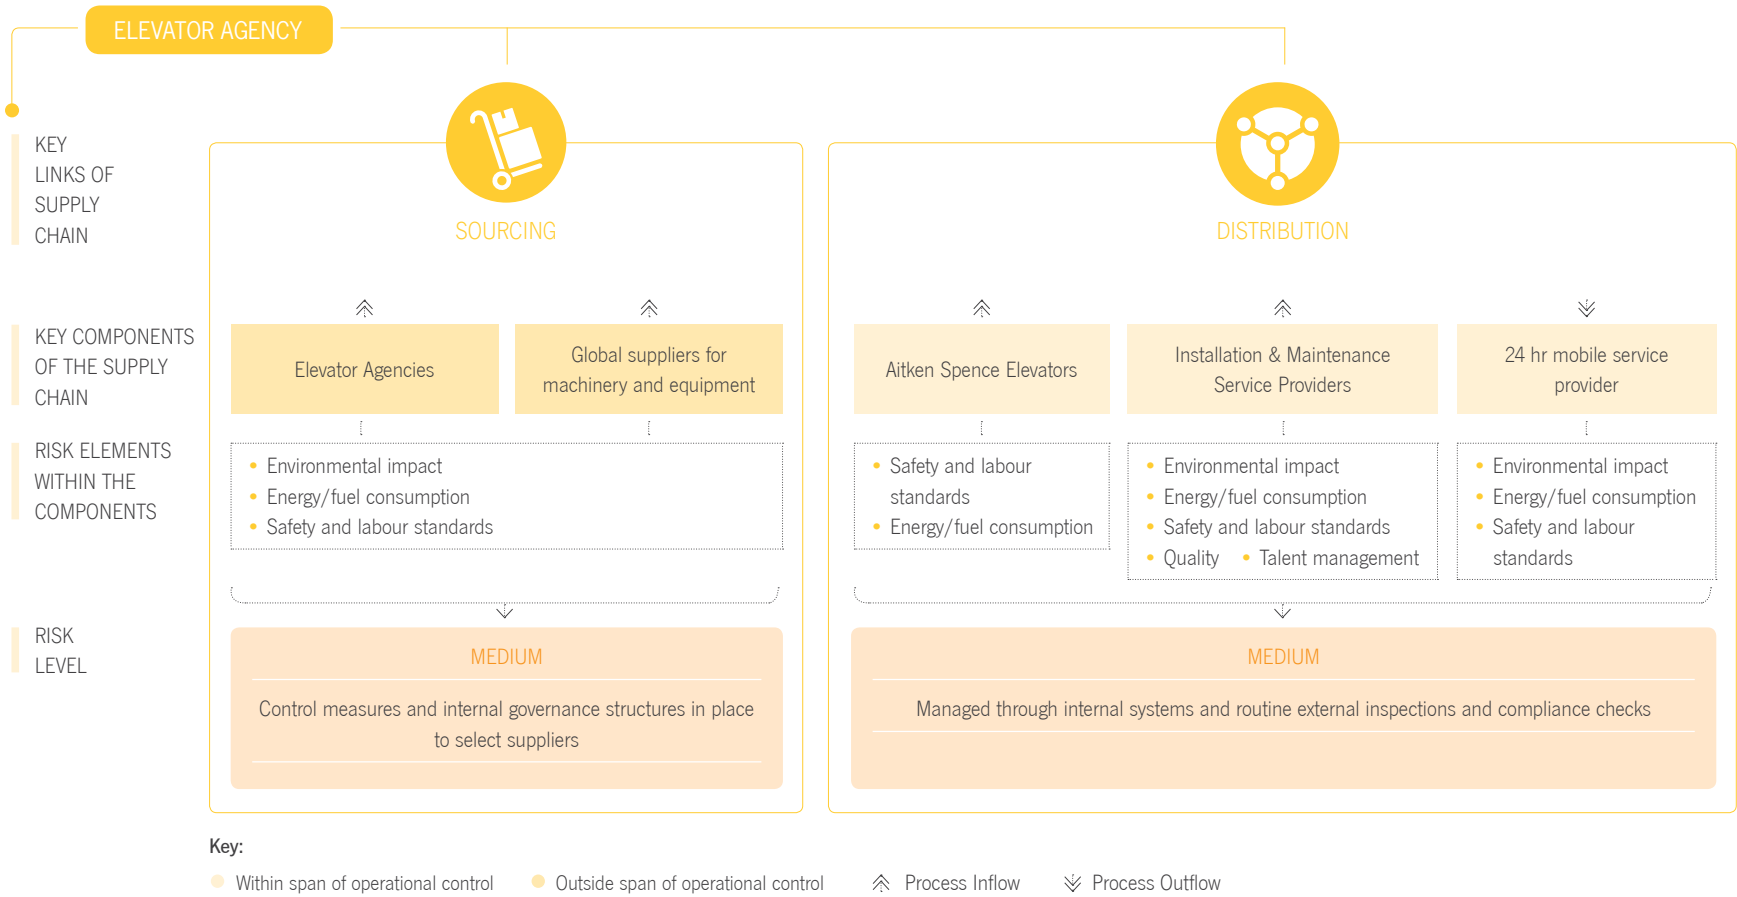 ELEVATOR AGENCY
KEY
LINKS OF
SUPPLY
CHAIN
SOURCING
DISTRIBUTION
KEY COMPONENTS
OF THE SUPPLY
CHAIN
Elevator Agencies
Global suppliers for
machinery and equipment
Aitken Spence Elevators
Installation & Maintenance
Service Providers
24 hr mobile service
provider
RISK ELEMENTS
WITHIN THE
COMPONENTS
• Environmental impact
• Energy/fuel consumption
• Safety and labour standards
• Safety and labour
standards
• Energy/fuel consumption
• Environmental impact
• Energy/fuel consumption
• Safety and labour standards
• Quality • Talent management
• Environmental impact
• Energy/fuel consumption
• Safety and labour
standards
RISK
LEVEL
MEDIUM
Control measures and internal governance structures in place
to select suppliers
MEDIUM
Managed through internal systems and routine external inspections and compliance checks
Key:
Within span of operational control
Outside span of operational control
Process Inflow
Process Outflow